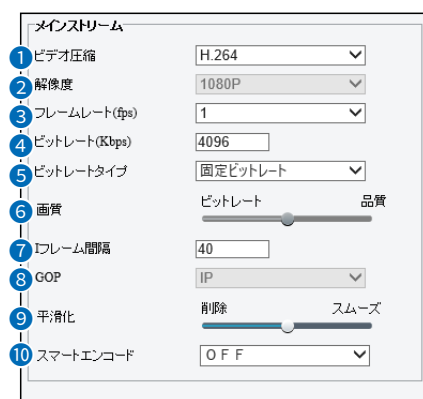 メインストリーム
1 ビデオ圧縮 H.264
2 解像度 1080P
3 フレームレート(fps) 1
4 ビットレート(Kbps) 4096
5 ビットレートタイプ 固定ビットレート
6 画質 ビットレート 品質
7 Iフレーム間隔 40
8 GOP IP
9 平滑化 削除 スムーズ
10 スマートエンコード OFF